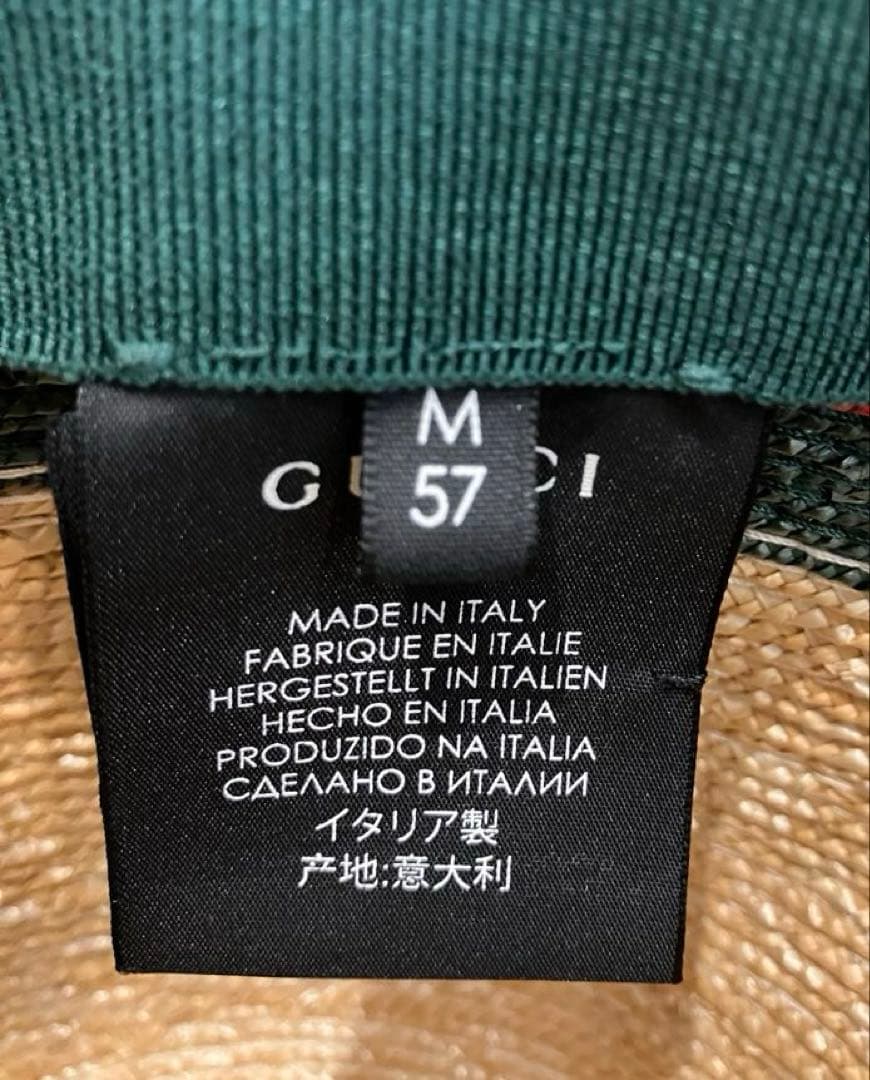 M
57
GUCCI
MADE IN ITALY
FABRIQUE EN ITALIE
HERGESTELLT IN ITALIEN
HECHO EN ITALIA
PRODUZIDO NA ITALIA
СДЕЛАНО В ИТАЛИИ
イタリア製
产地:意大利